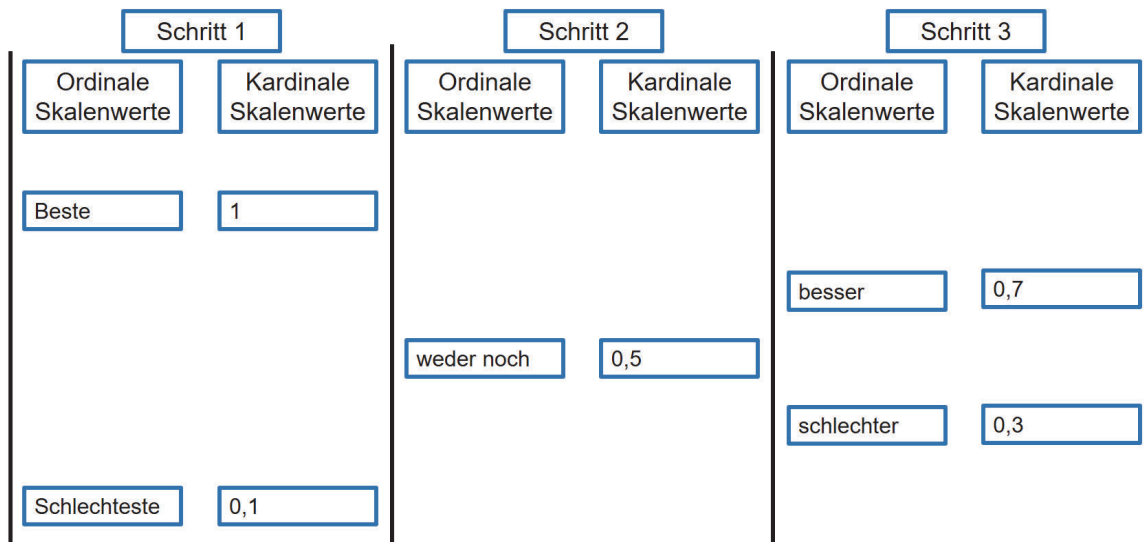 Schritt 1
Ordinale
Skalenwerte
Kardinale
Skalenwerte
Beste
1
Schlechteste
0,1
Schritt 2
Ordinale
Skalenwerte
Kardinale
Skalenwerte
weder noch
0,5
Schritt 3
Ordinale
Skalenwerte
Kardinale
Skalenwerte
besser
0,7
schlechter
0,3